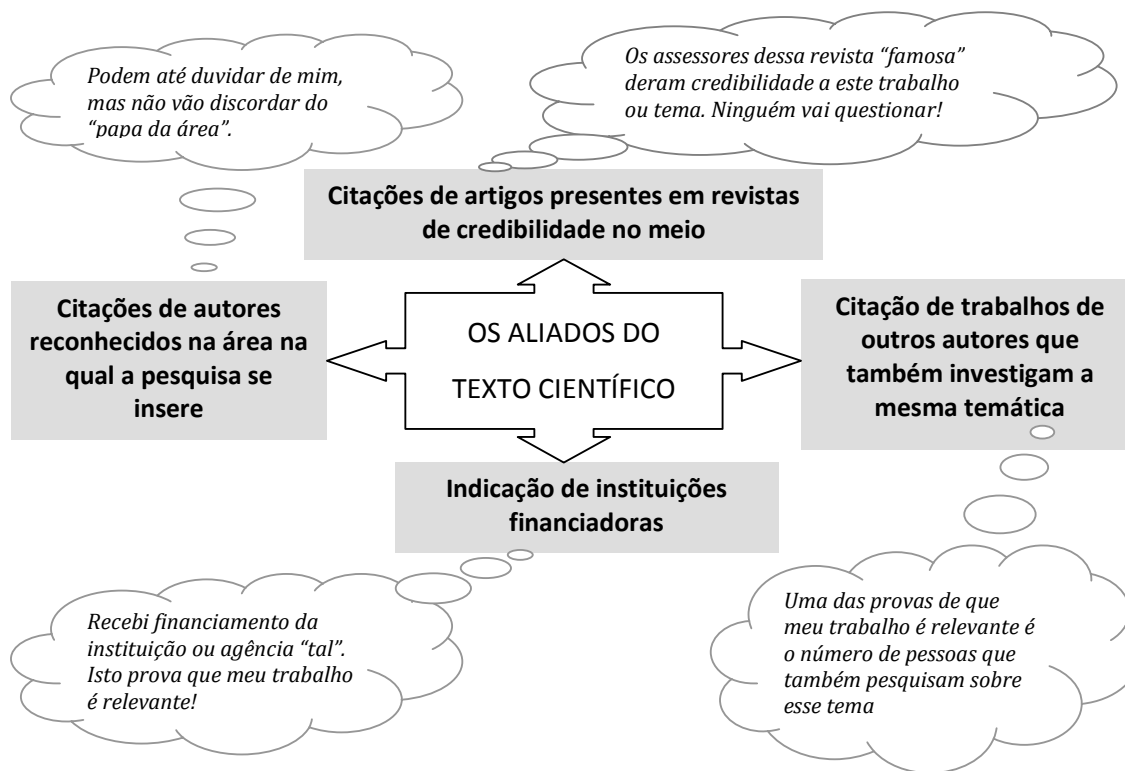 Podem até duvidar de mim,
mas não vão discordar do
“papa da área”.
Os assessores dessa revista “famosa”
deram credibilidade a este trabalho
ou tema. Ninguém vai questionar!
Citações de artigos presentes em revistas
de credibilidade no meio
Citações de autores
reconhecidos na área na
qual a pesquisa se
insere
OS ALIADOS DO
TEXTO CIENTÍFICO
Citação de trabalhos de
outros autores que
também investigam a
mesma temática
Indicação de instituições
financiadoras
Recebi financiamento da
instituição ou agência “tal”.
Isto prova que meu trabalho
é relevante!
Uma das provas de que
meu trabalho é relevante é
o número de pessoas que
também pesquisam sobre
esse tema